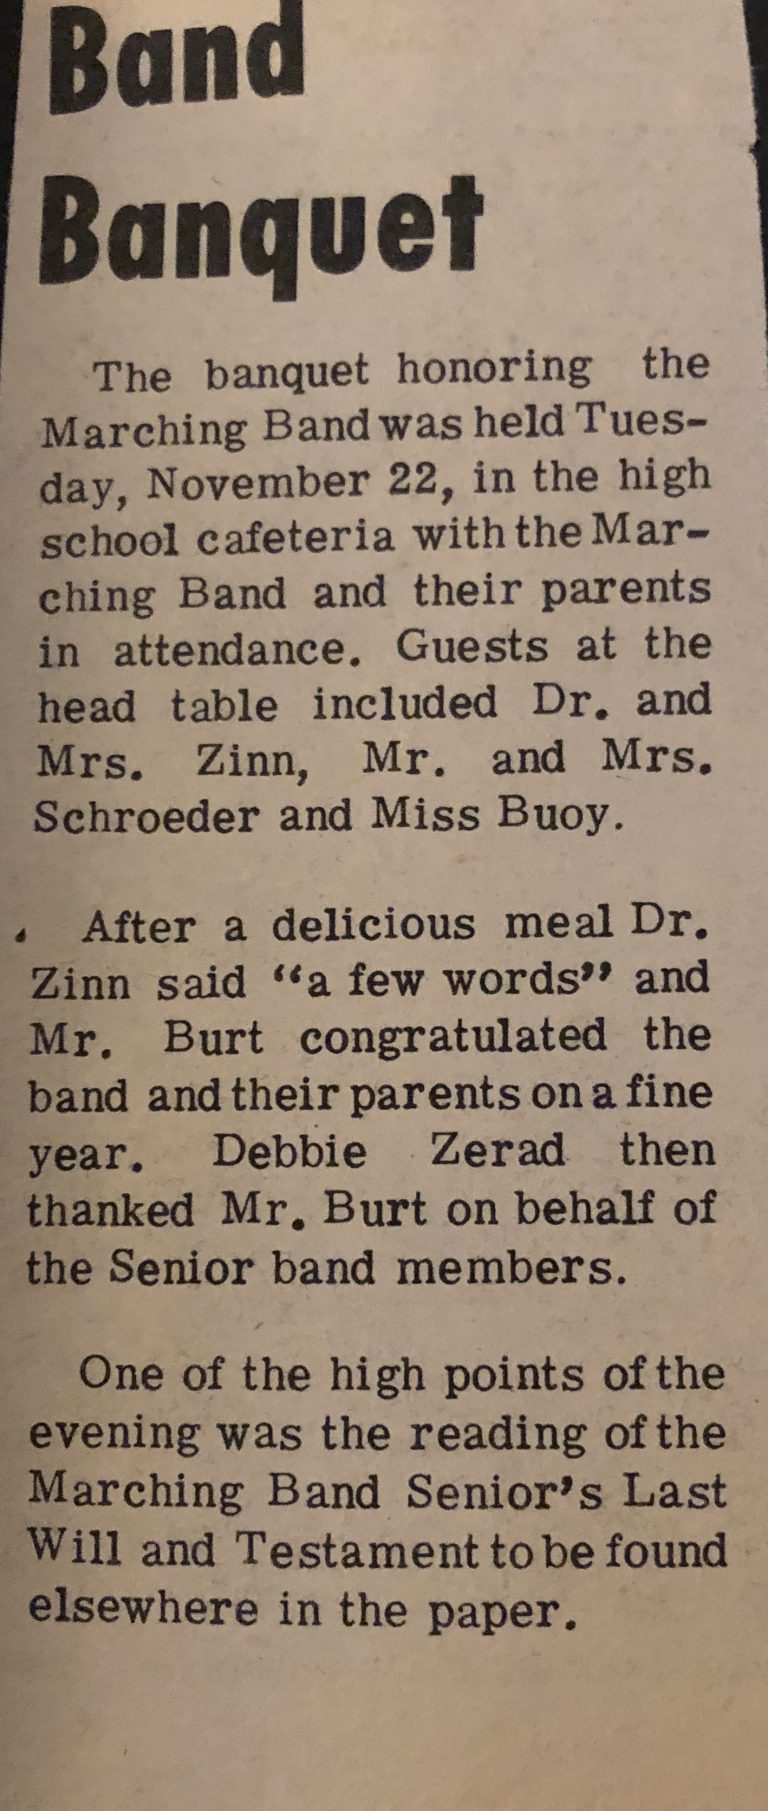 Band
Banquet
The banquet honoring the
Marching Band was held Tues-
day, November 22, in the high
school cafeteria with the Mar-
ching Band and their parents
in attendance. Guests at the
head table included Dr. and
Mrs. Zinn, Mr. and Mrs.
Schroeder and Miss Buoy.
After a delicious meal Dr.
Zinn said “a few words” and
Mr. Burt congratulated the
band and their parents on a fine
year. Debbie Zerad then
thanked Mr. Burt on behalf of
the Senior band members.
One of the high points of the
evening was the reading of the
Marching Band Senior’s Last
Will and Testament to be found
elsewhere in the paper.